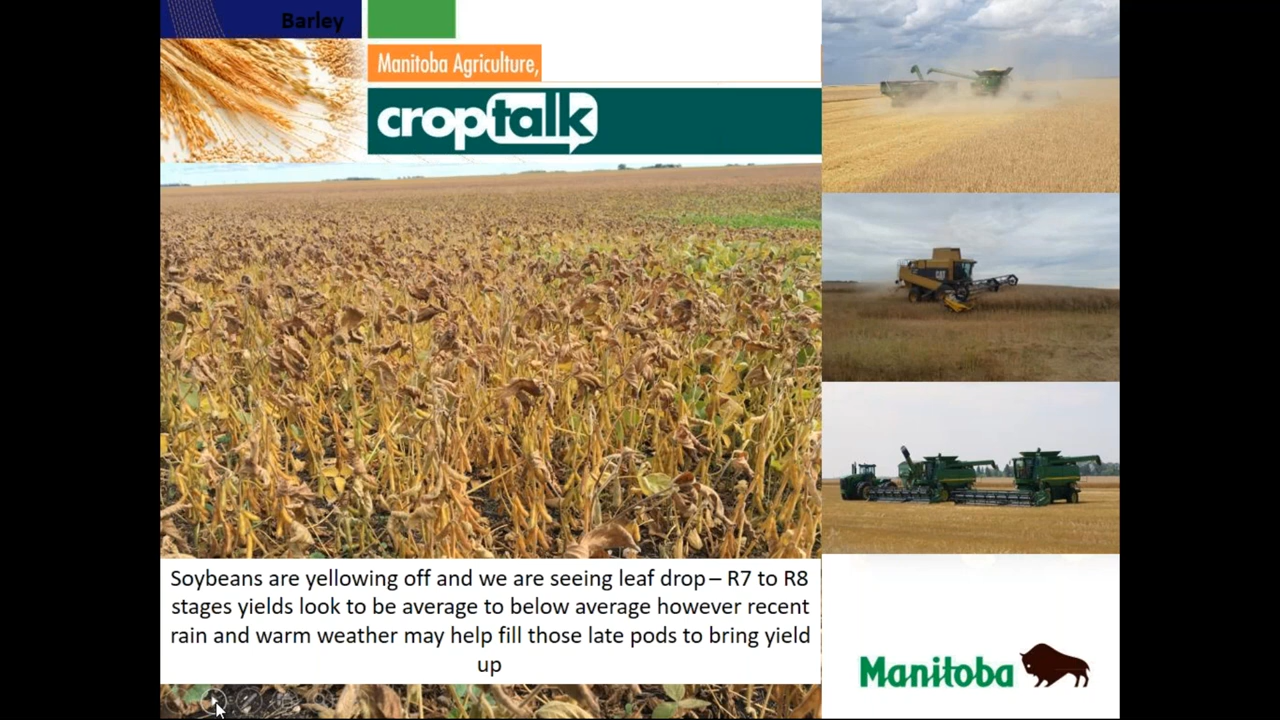 Barley
Manitoba Agriculture,
croptalk
CAT
Soybeans are yellowing off and we are seeing leaf drop – R7 to R8
stages yields look to be average to below average however recent
rain and warm weather may help fill those late pods to bring yield
up
Manitoba